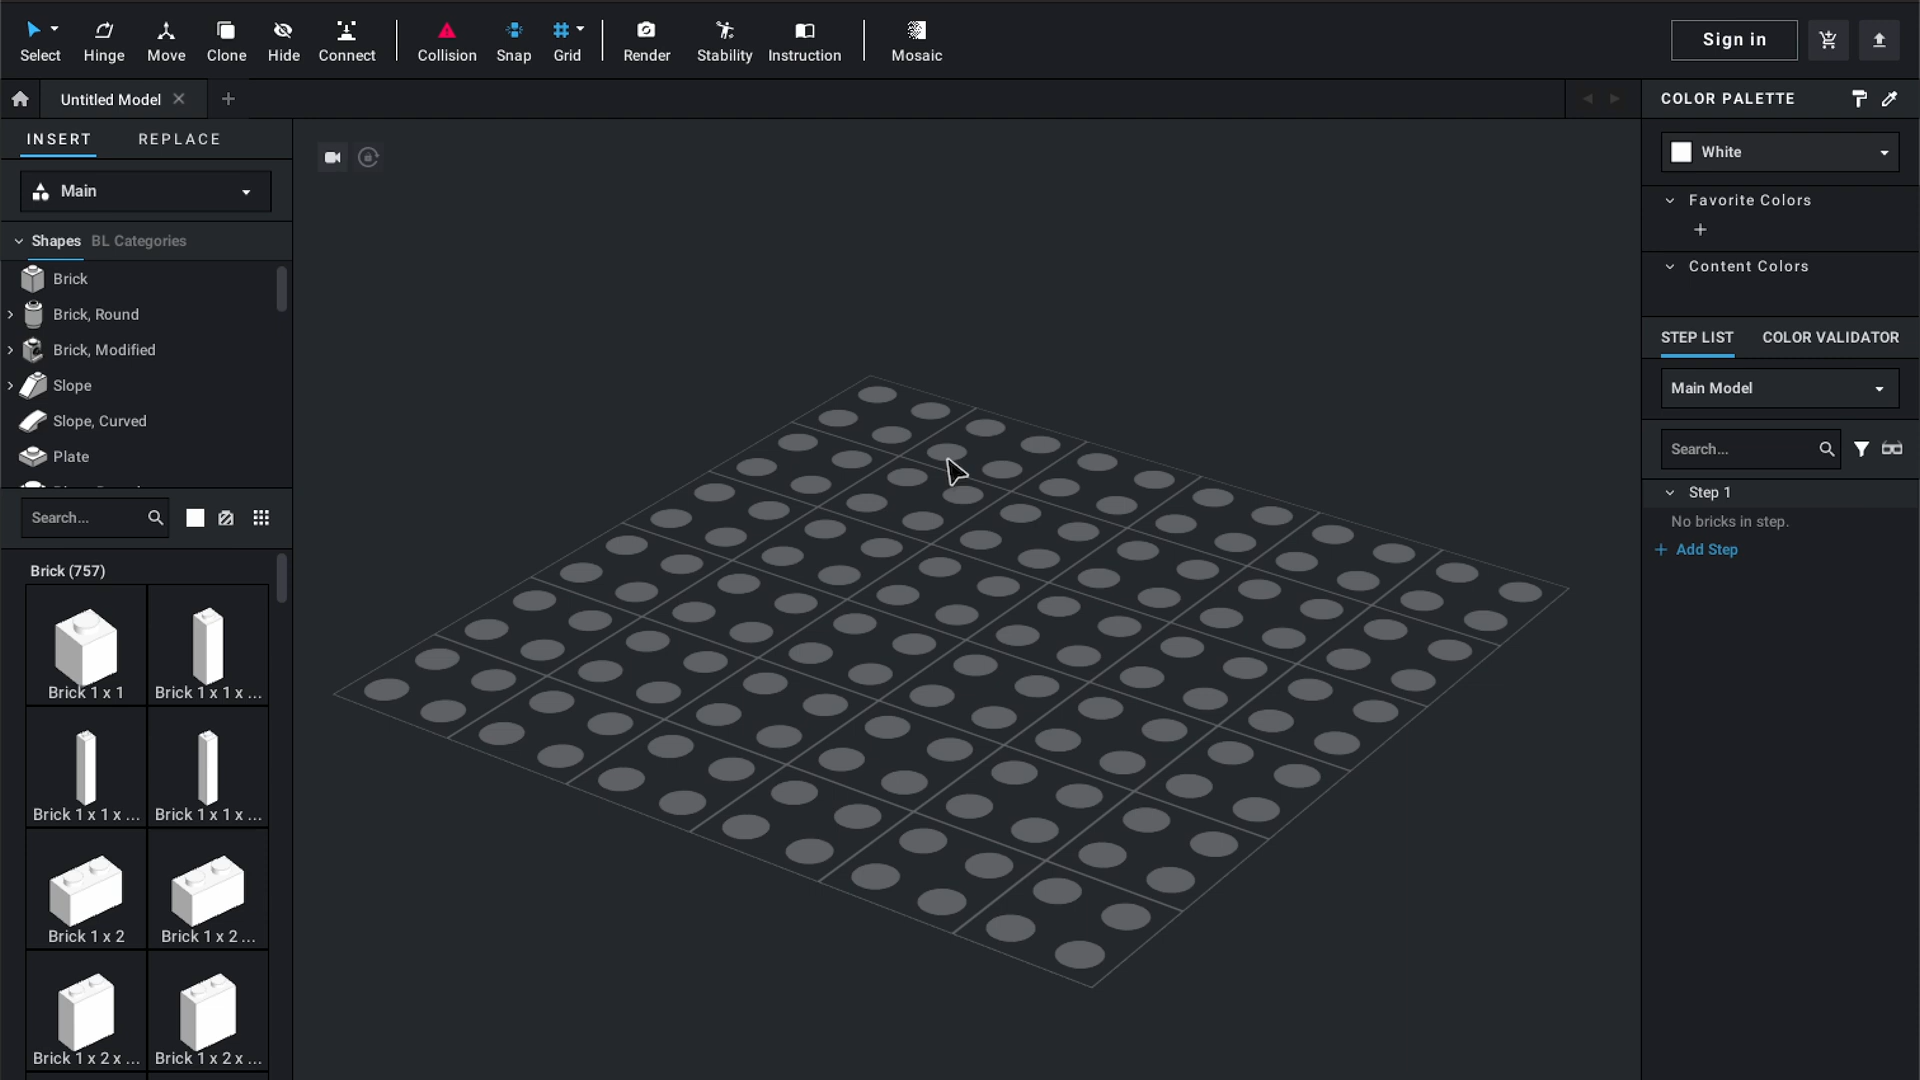 Select Hinge Move Clone Hide Connect Collision Snap Grid Render Stability Instruction Mosaic Sign in
Untitled Model
COLOR PALETTE
INSERT REPLACE
White
Main
Favorite Colors
Shapes BL Categories
Content Colors
Brick
Brick, Round
Brick, Modified
Slope
Slope, Curved
Plate
STEP LIST COLOR VALIDATOR
Main Model
Search...
Step 1
No bricks in step.
Add Step
Search...
Brick (757)
Brick 1 x 1 Brick 1 x 1 x ...
Brick 1 x 1 x ... Brick 1 x 1 x ...
Brick 1 x 2 Brick 1 x 2 ...
Brick 1 x 2 x ... Brick 1 x 2 x ...